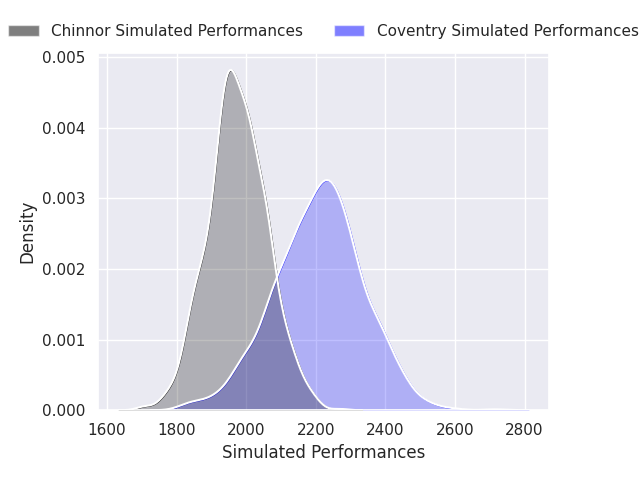 Chinnor Simulated Performances Coventry Simulated Performances
0.005
0.004
0.003
0.002
0.001
0.000
Density
1600 1800 2000 2200 2400 2600 2800
Simulated Performances